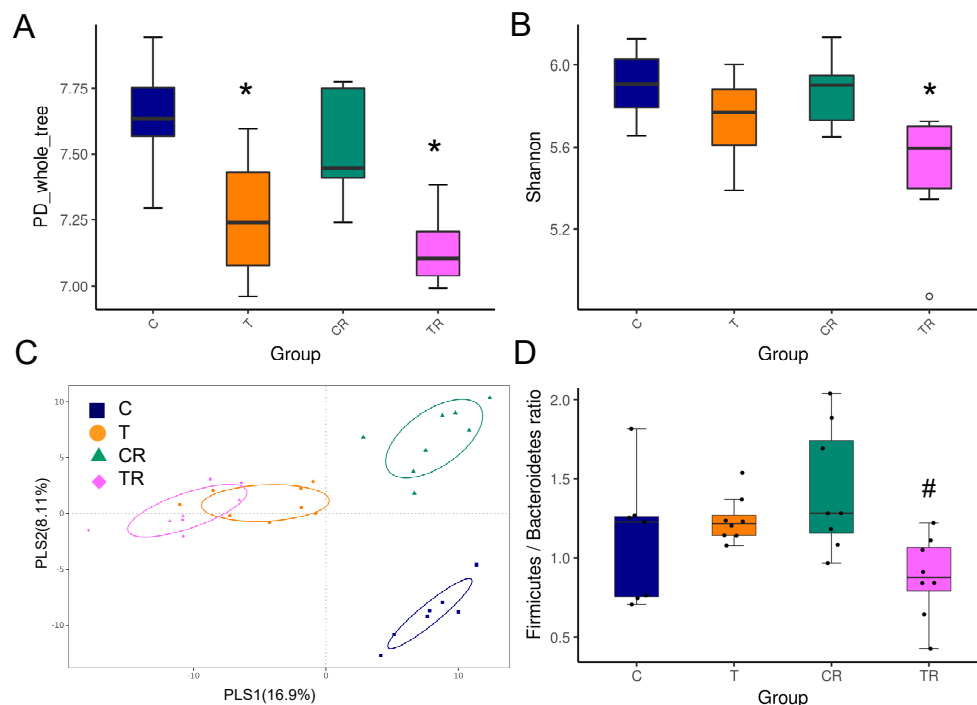 A
PD_whole_tree
7.75
7.50
7.25
7.00
*
*
C
T
CR
TR
Group
B
Shannon
6.0
5.6
5.2
*
C
T
CR
TR
Group
C
PLS2(8.11%)
10
5
0
-5
-10
C
T
CR
TR
-10
0
10
PLS1(16.9%)
D
Firmicutes / Bacteroidetes ratio
2.0
1.5
1.0
0.5
#
C
T
CR
TR
Group